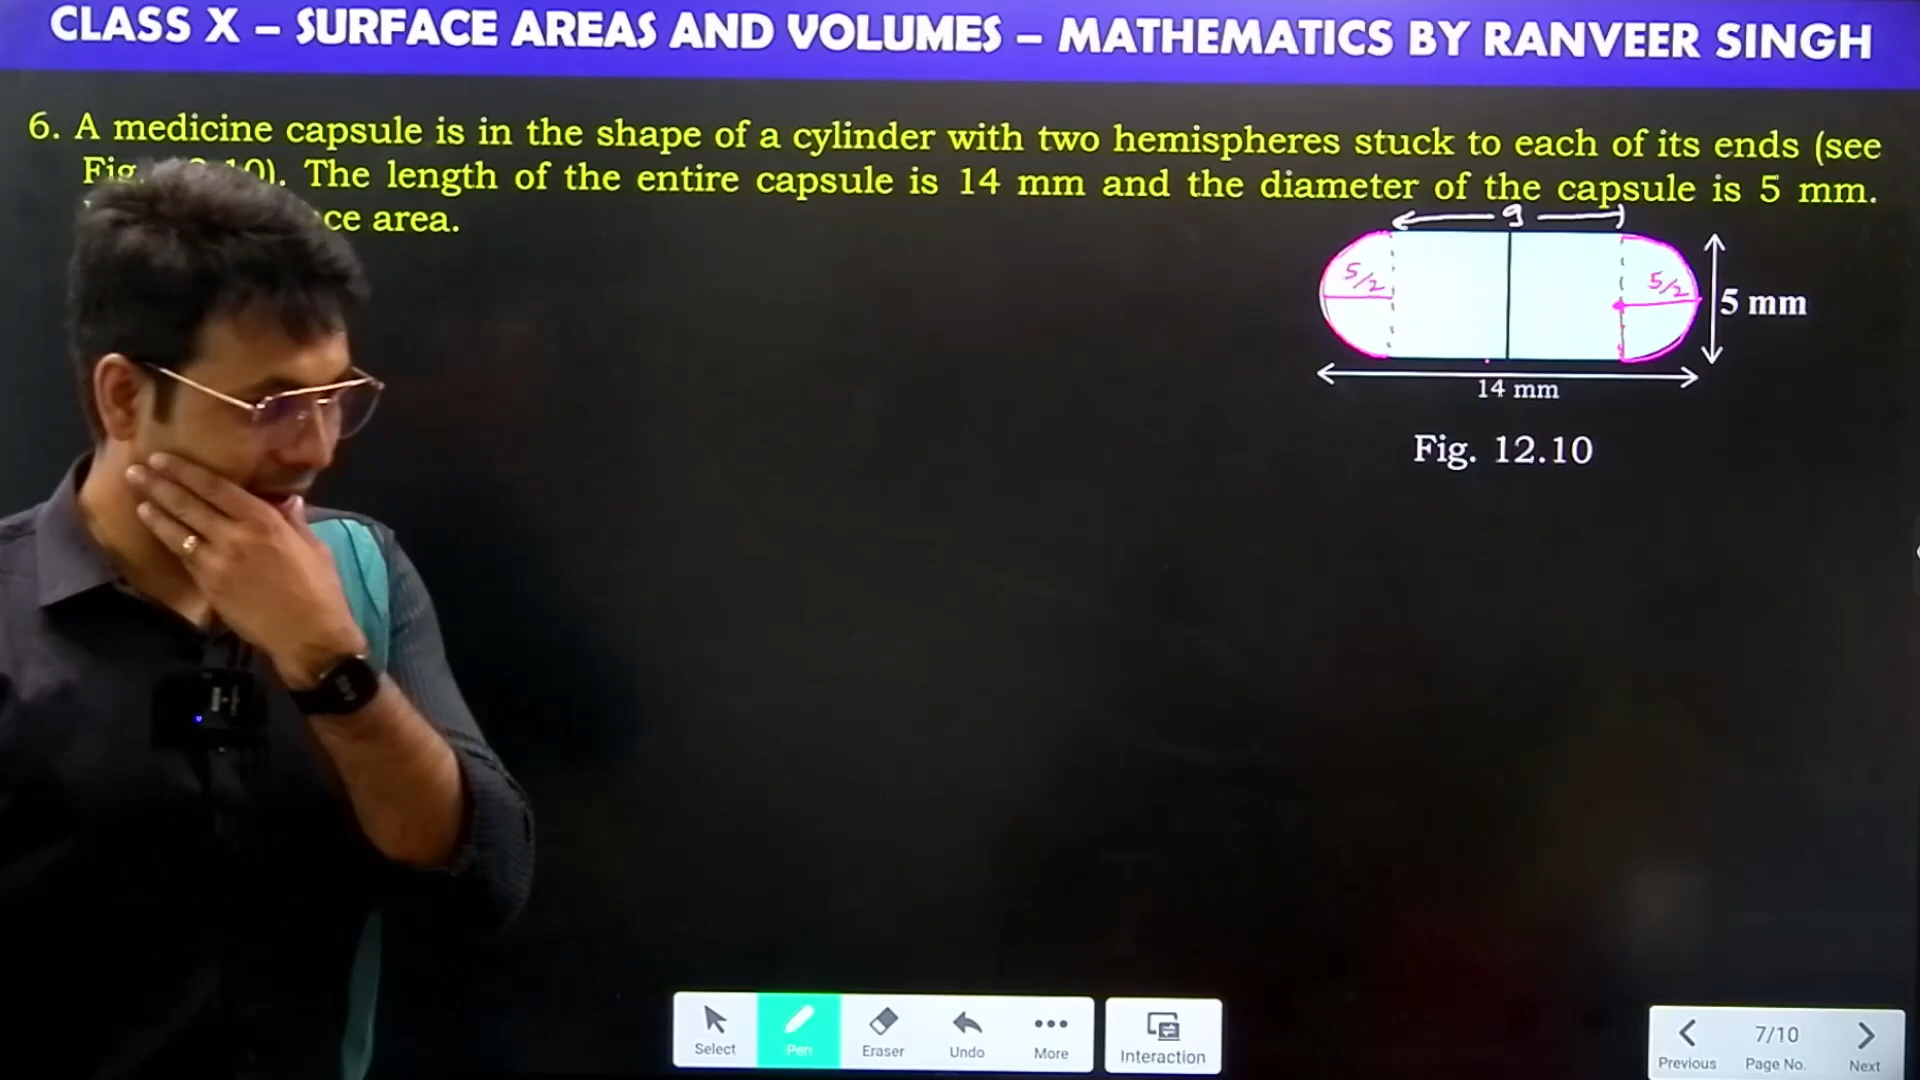 CLASS X – SURFACE AREAS AND VOLUMES – MATHEMATICS BY RANVEER SINGH
6. A medicine capsule is in the shape of a cylinder with two hemispheres stuck to each of its ends (see
Fig. 10). The length of the entire capsule is 14 mm and the diameter of the capsule is 5 mm.
ce area.
9
5/2
5/2
5 mm
14 mm
Fig. 12.10
Select
Pen
Eraser
Undo
More
Interaction
Previous
7/10
Page No.
Next